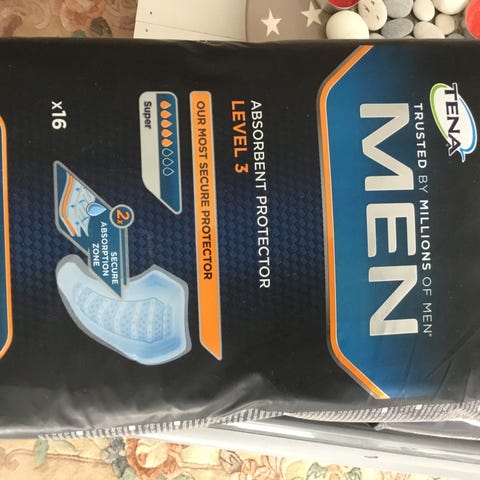 TENA
TRUSTED BY MILLIONS OF MEN*
MEN
ABSORBENT PROTECTOR
LEVEL 3
OUR MOST SECURE PROTECTOR
Super
2x
SECURE
ABSORPTION
ZONE
x16